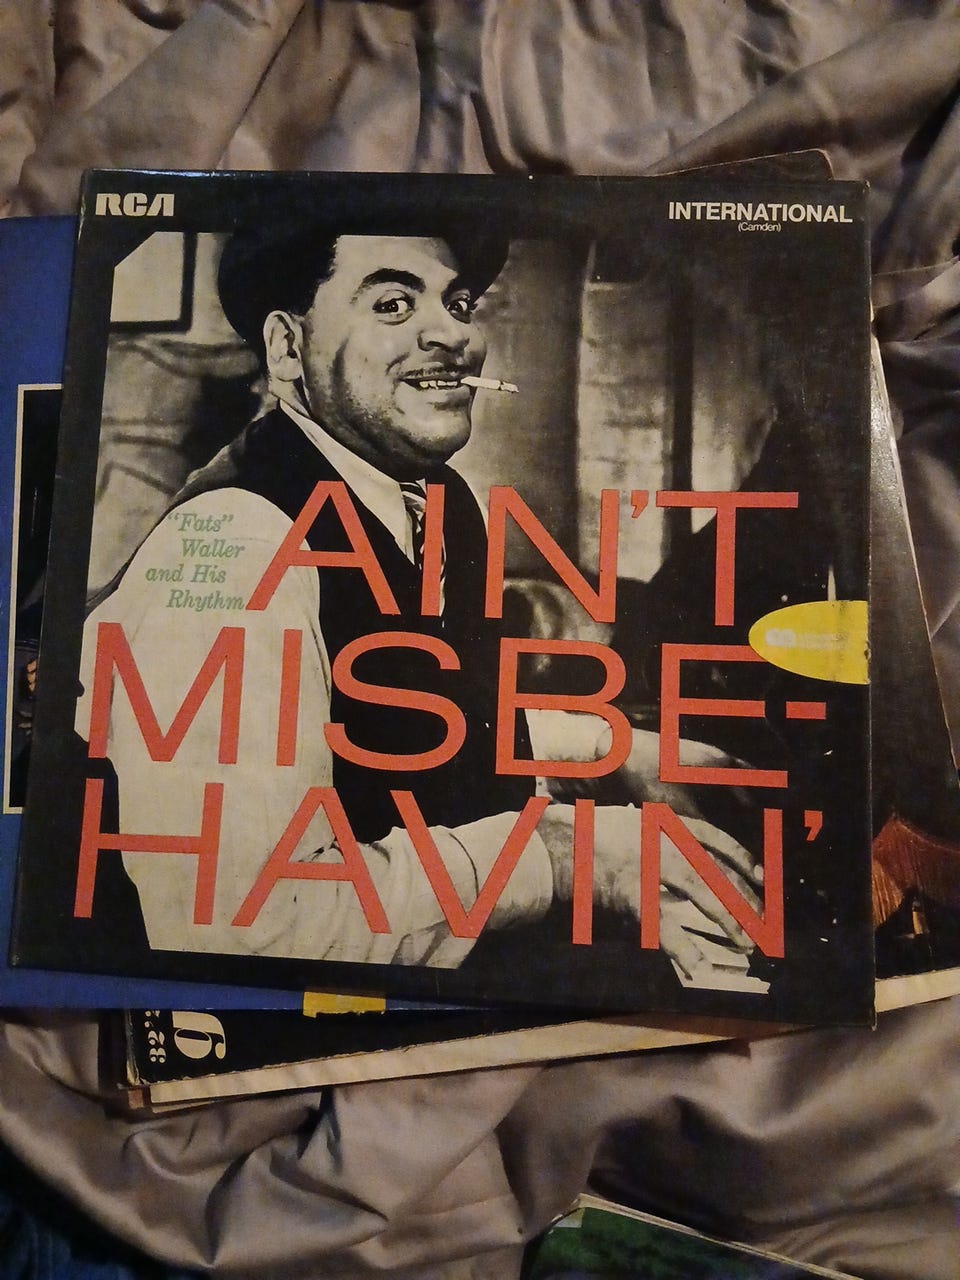 RCA
INTERNATIONAL
(Camden)
"Fats"
Waller
and His
Rhythm
AIN'T
MISBE-
HAVIN'